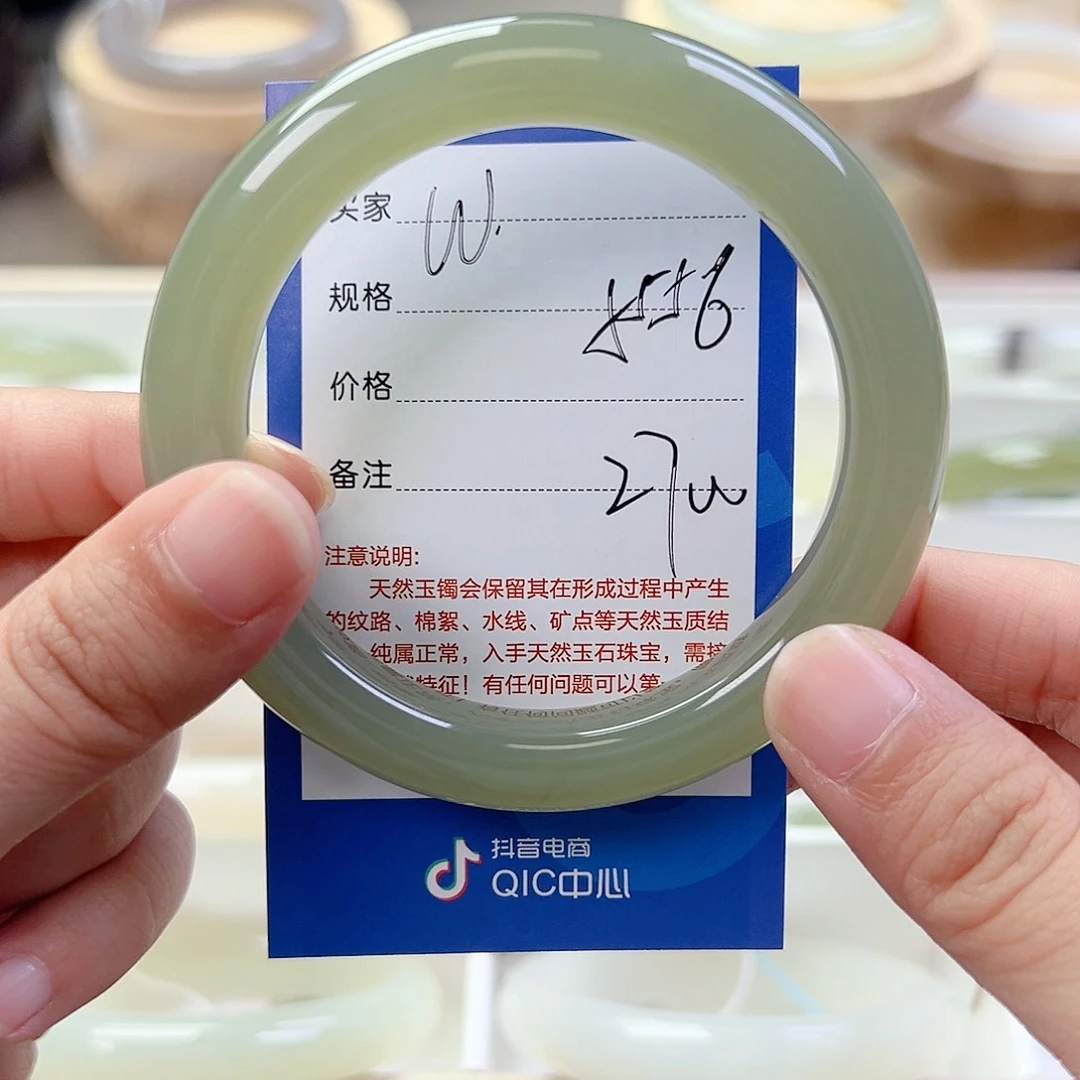 买家 W.
规格
价格
备注 27w
注意说明:
天然玉镯会保留其在形成过程中产生
的纹路、棉絮、水线、矿点等天然玉质结
纯属正常，入手天然玉石珠宝，需接
特征！有任何问题可以第一
抖音电商
QIC中心